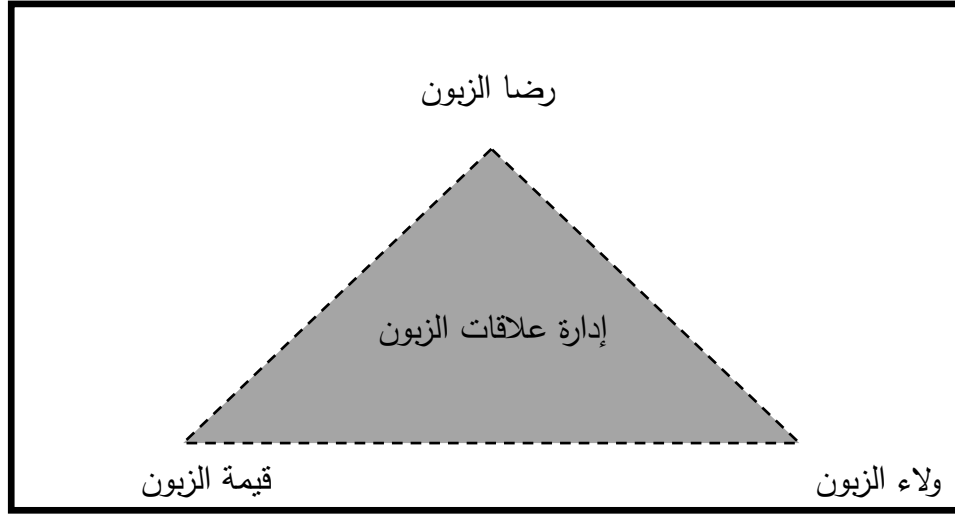 رضا الزبون
إدارة علاقات الزبون
ولاء الزبون
قيمة الزبون